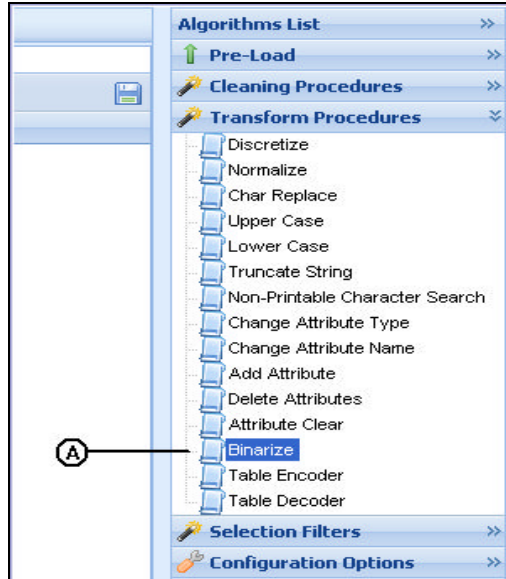 Algorithms List
Pre-Load
Cleaning Procedures
Transform Procedures
Discretize
Normalize
Char Replace
Upper Case
Lower Case
Truncate String
Non-Printable Character Search
Change Attribute Type
Change Attribute Name
Add Attribute
Delete Attributes
Attribute Clear
A
Binarize
Table Encoder
Table Decoder
Selection Filters
Configuration Options